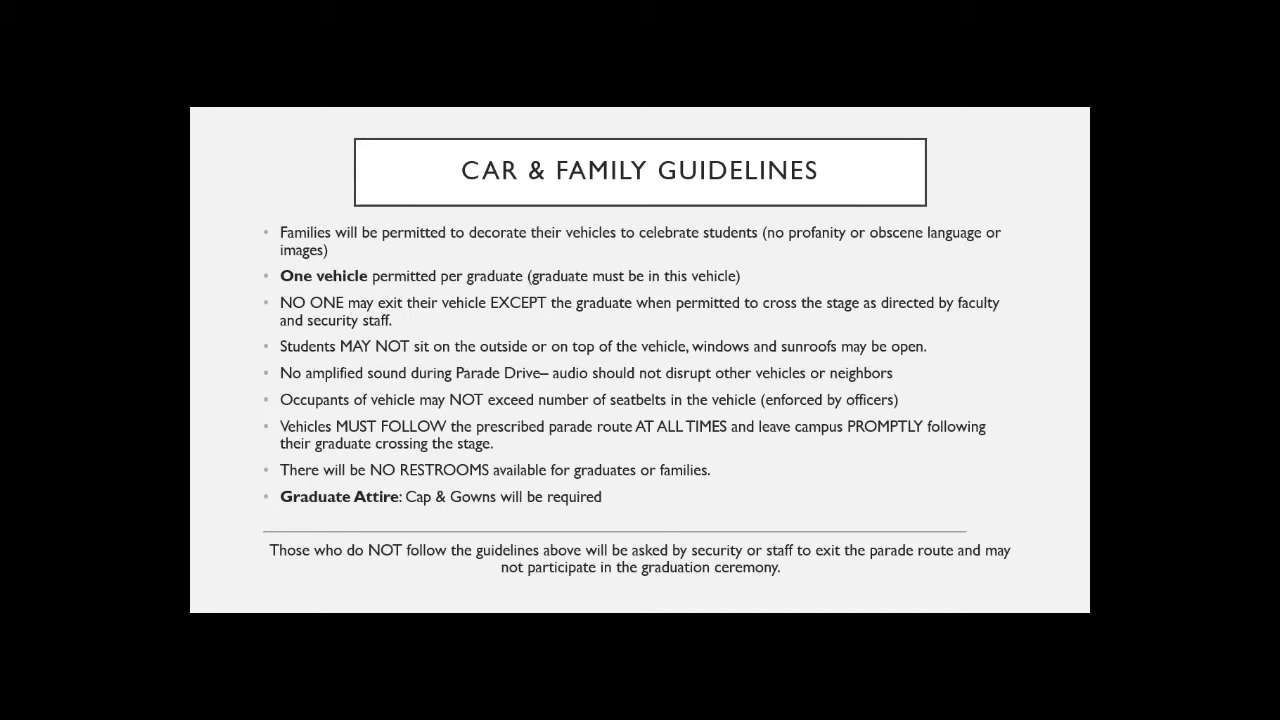 CAR & FAMILY GUIDELINES
• Families will be permitted to decorate their vehicles to celebrate students (no profanity or obscene language or
images)
• One vehicle permitted per graduate (graduate must be in this vehicle)
• NO ONE may exit their vehicle EXCEPT the graduate when permitted to cross the stage as directed by faculty
and security staff.
• Students MAY NOT sit on the outside or on top of the vehicle, windows and sunroofs may be open.
• No amplified sound during Parade Drive– audio should not disrupt other vehicles or neighbors
• Occupants of vehicle may NOT exceed number of seatbelts in the vehicle (enforced by officers)
• Vehicles MUST FOLLOW the prescribed parade route AT ALL TIMES and leave campus PROMPTLY following
their graduate crossing the stage.
• There will be NO RESTROOMS available for graduates or families.
• Graduate Attire: Cap & Gowns will be required
Those who do NOT follow the guidelines above will be asked by security or staff to exit the parade route and may
not participate in the graduation ceremony.